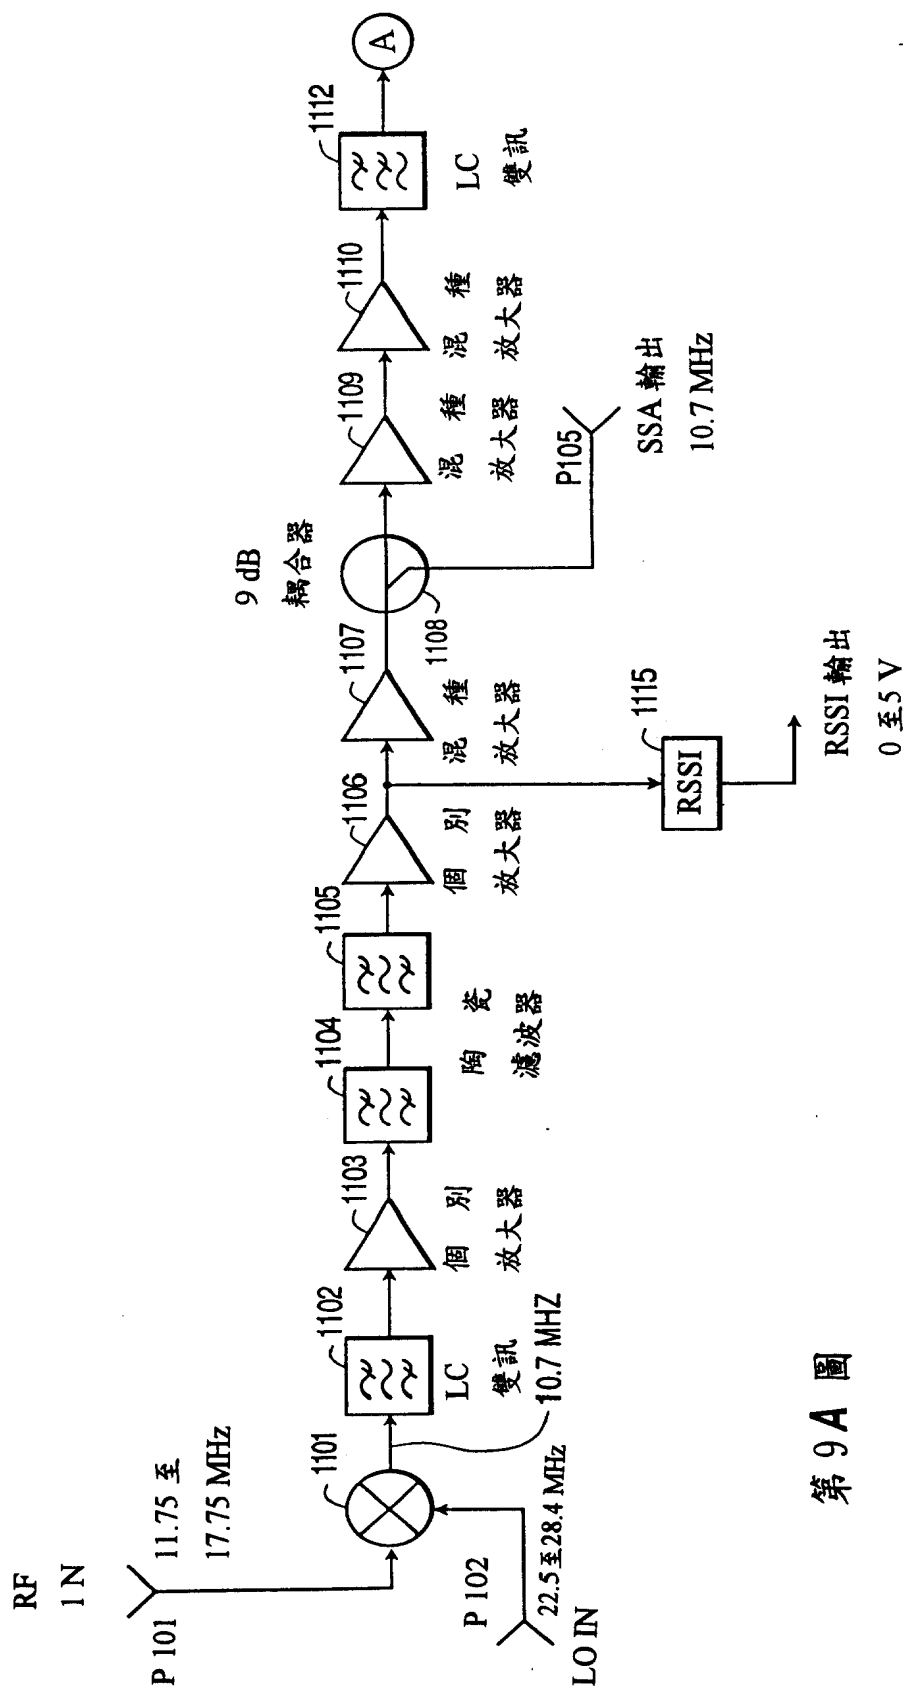 RF
1 N
P 101
11.75 至
17.75 MHz
1101
P 102
22.5至28.4 MHz
LO IN
10.7 MHZ
1102
LC
雙訊
1103
個別
放大器
1104
1105
陶瓷
濾波器
1106
個別
放大器
1107
混種
放大器
1115
RSSI
RSSI 輸出
0 至5 V
9 dB
耦合器
1108
P105
SSA 輸出
10.7 MHz
1109
混種
放大器
1110
混種
放大器
1112
LC
雙訊
A
第 9A 圖